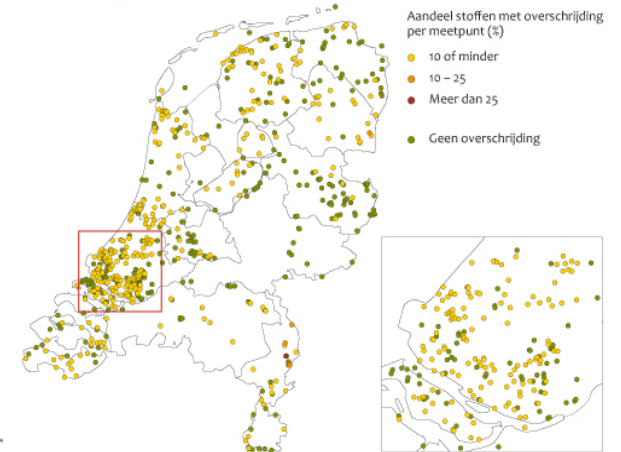 Aandeel stoffen met overschrijding
per meetpunt (%)
10 of minder
10 – 25
Meer dan 25
Geen overschrijding